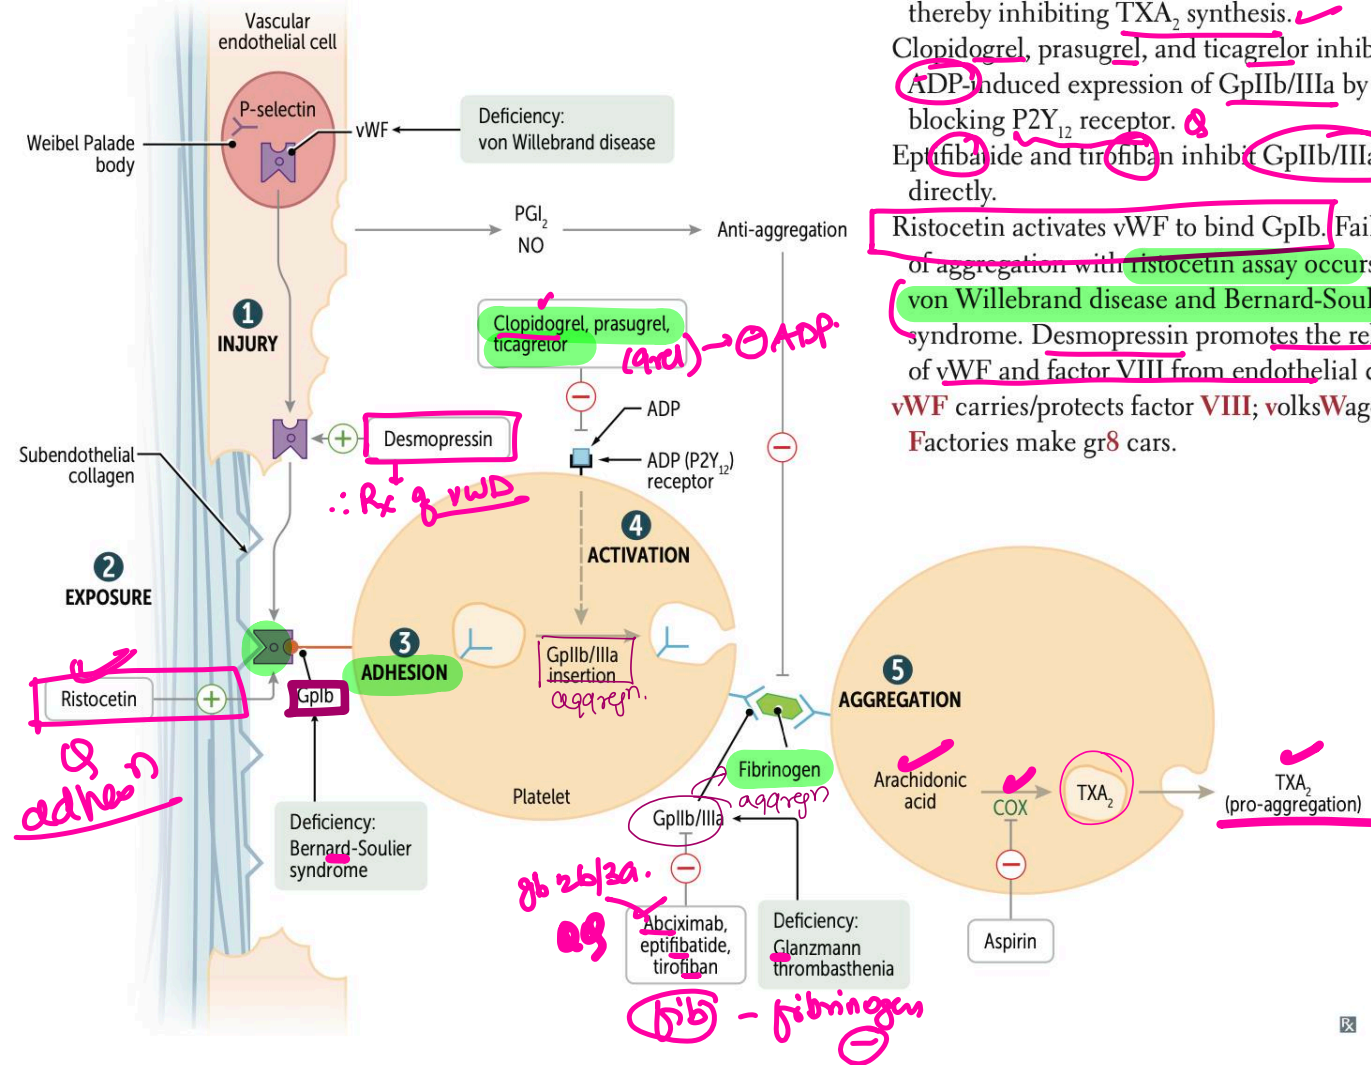 Vascular
endothelial cell
P-selectin
vWF
Weibel Palade
body
Deficiency:
von Willebrand disease
PGI₂
NO
Anti-aggregation
1
INJURY
Clopidogrel, prasugrel,
ticagrelor
(grel) → ⊖ ADP.
−
ADP
ADP (P2Y₁₂)
receptor
−
+
Desmopressin
∴ Rx of vWD
Subendothelial
collagen
2
EXPOSURE
4
ACTIVATION
3
ADHESION
GpIIb/IIIa
insertion
aggregn.
Ristocetin
+
GpIb
adhesn
5
AGGREGATION
Fibrinogen
aggregn
GpIIb/IIIa
Platelet
Arachidonic
acid
COX
TXA₂
TXA₂
(pro-aggregation)
Deficiency:
Bernard-Soulier
syndrome
−
gb 2b/3a.
Abciximab,
eptifibatide,
tirofiban
Deficiency:
Glanzmann
thrombasthenia
−
Aspirin
fib – fibrinogen
−
thereby inhibiting TXA₂ synthesis.
Clopidogrel, prasugrel, and ticagrelor inhib
ADP-induced expression of GpIIb/IIIa by
blocking P2Y₁₂ receptor.
Eptifibatide and tirofiban inhibit GpIIb/IIIa
directly.
Ristocetin activates vWF to bind GpIb. Fail
of aggregation with ristocetin assay occurs
von Willebrand disease and Bernard-Soul
syndrome. Desmopressin promotes the rel
of vWF and factor VIII from endothelial c
vWF carries/protects factor VIII; volksWag
Factories make gr8 cars.
Rx